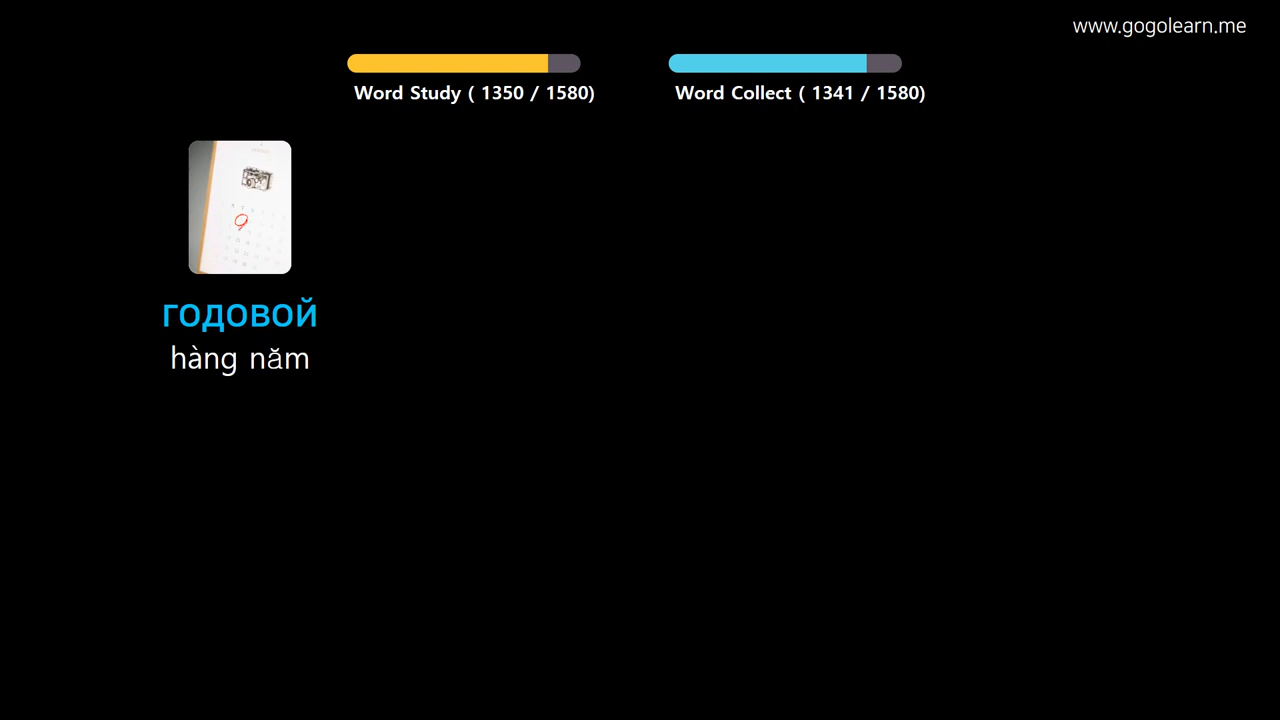 www.gogolearn.me
Word Study ( 1350 / 1580)
Word Collect ( 1341 / 1580)
годовой
hàng năm